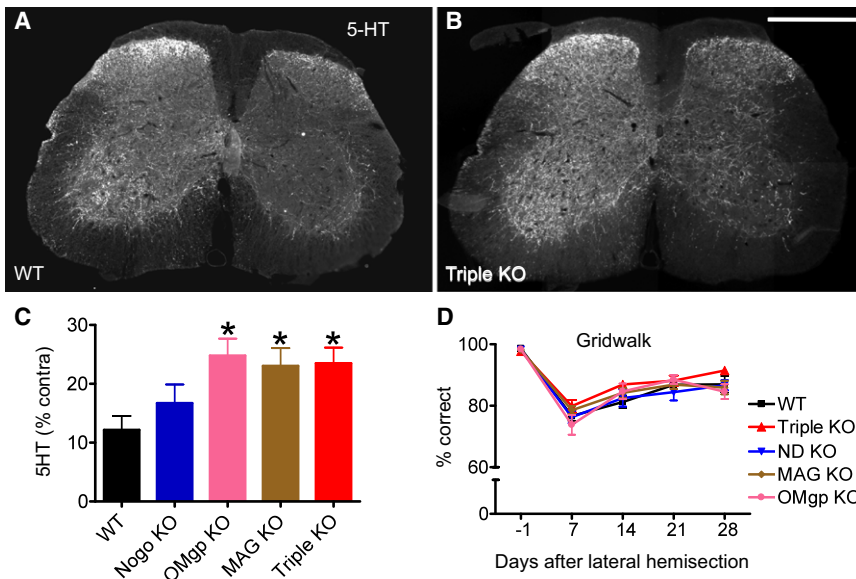 A
5-HT
WT
B
Triple KO
C
30
20
10
0
5HT (% contra)
*
*
*
WT
Nogo KO
OMgp KO
MAG KO
Triple KO
D
Gridwalk
100
80
60
0
% correct
-1
7
14
21
28
Days after lateral hemisection
WT
Triple KO
ND KO
MAG KO
OMgp KO